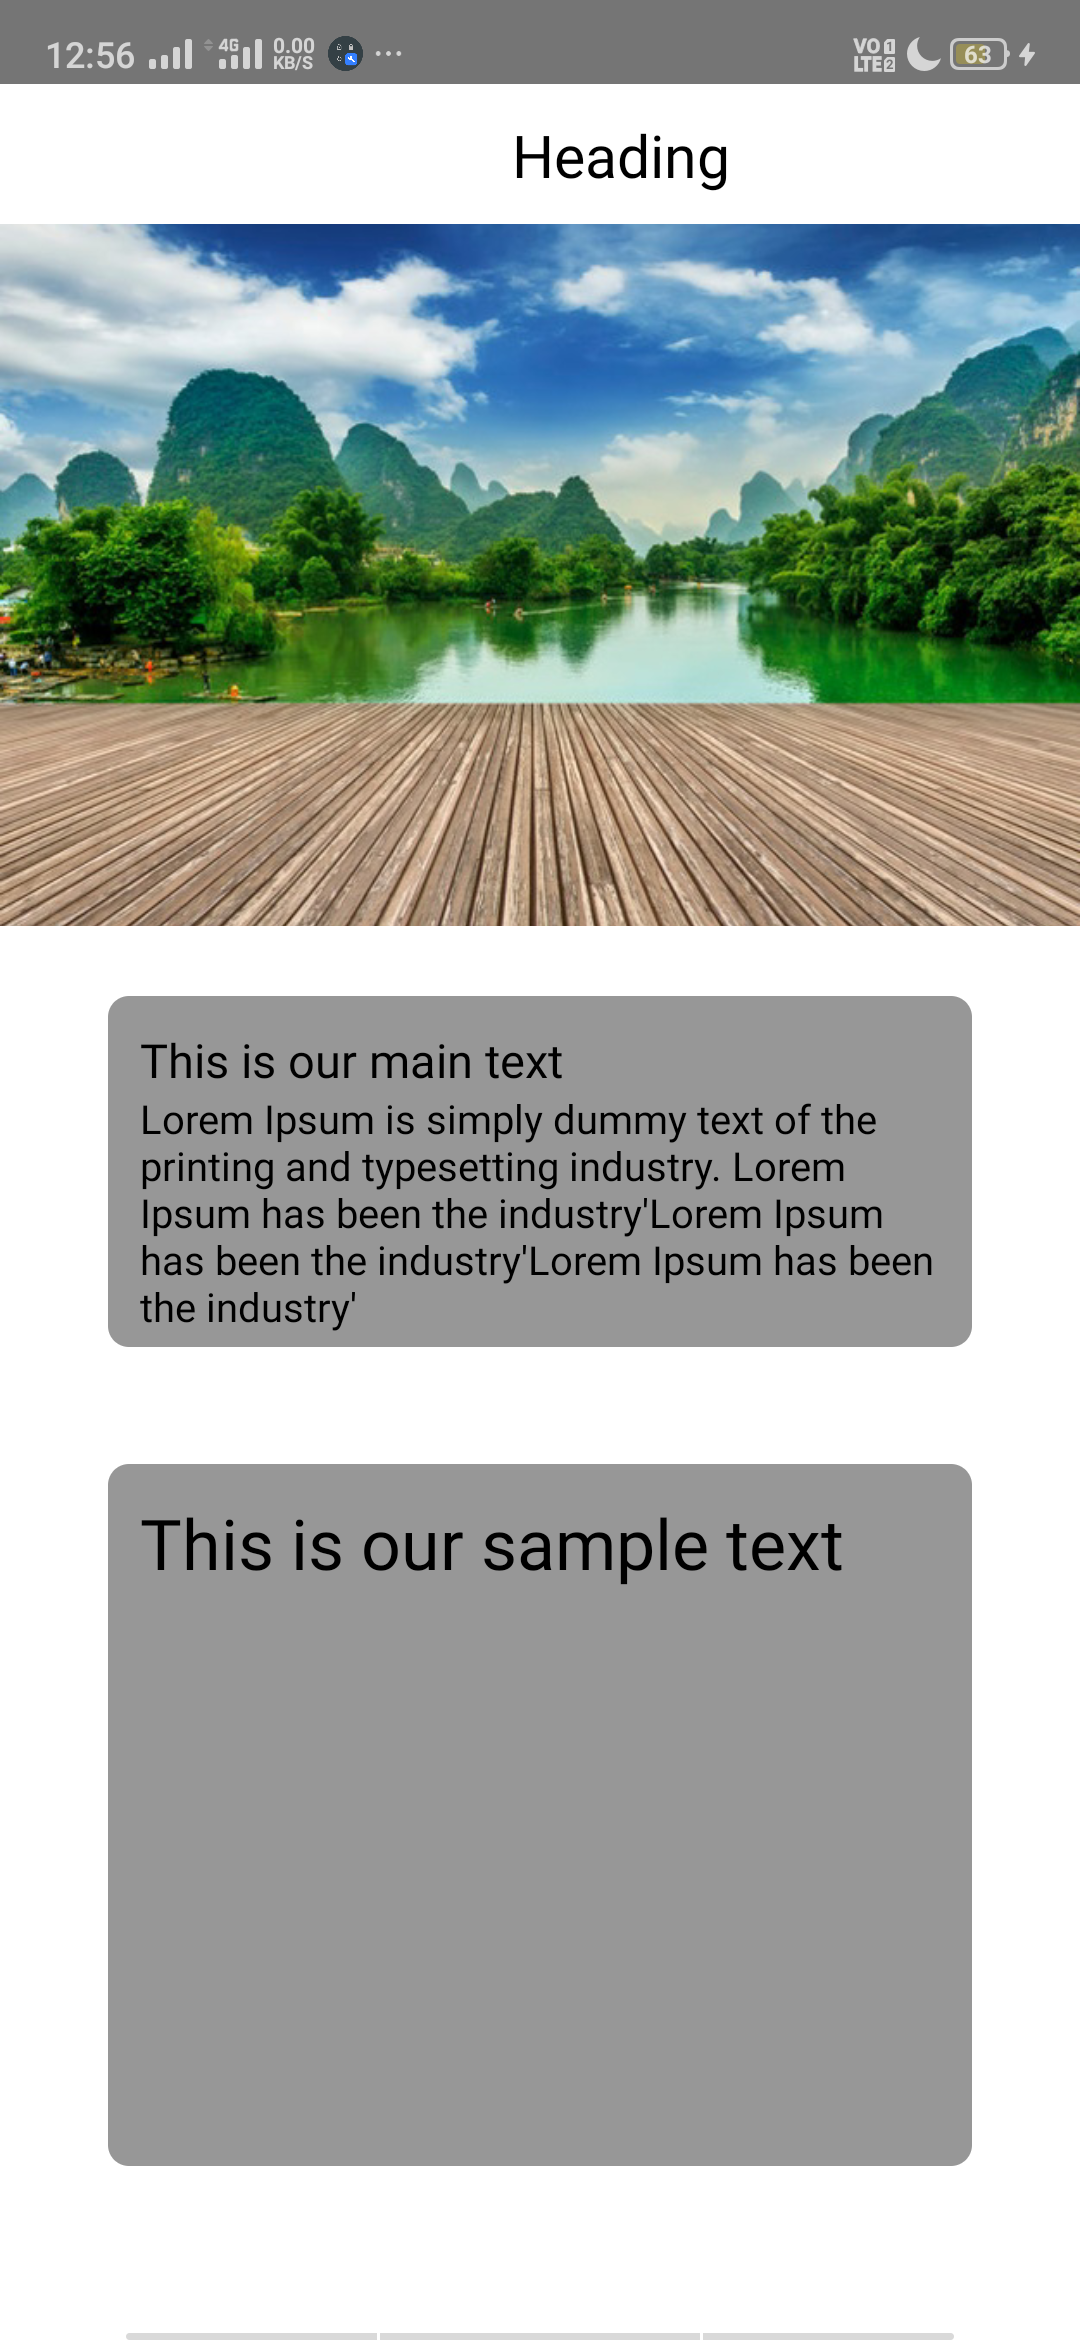 12:56 4G 0.00 KB/S ... VO LTE 1 2 63
Heading
This is our main text
Lorem Ipsum is simply dummy text of the
printing and typesetting industry. Lorem
Ipsum has been the industry'Lorem Ipsum
has been the industry'Lorem Ipsum has been
the industry'
This is our sample text